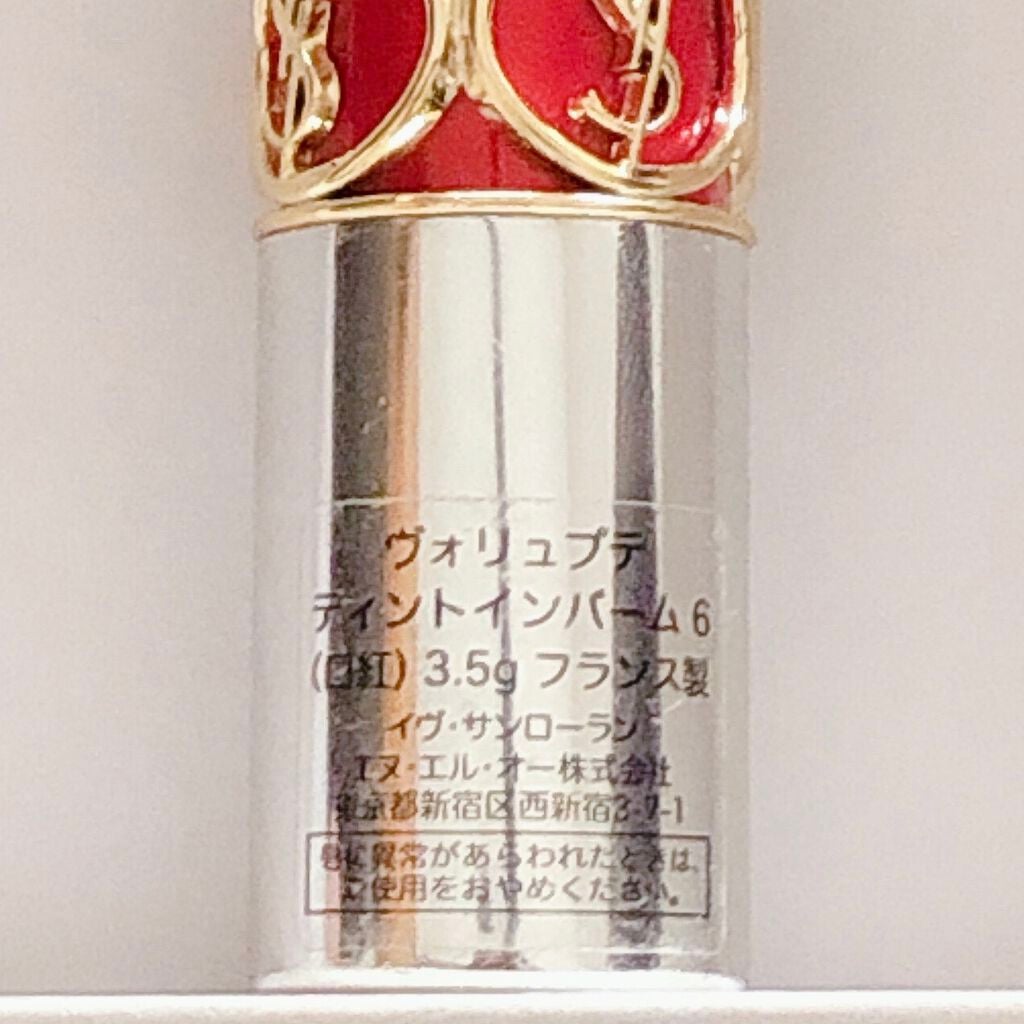 YSL
ヴォリュプテ
ティントインバーム 6
(口紅) 3.5g フランス製
イヴ・サンローラン
エヌ・エル・オー株式会社
東京都新宿区西新宿3-7-1
唇に異常があらわれたときは、
ご使用をおやめください。